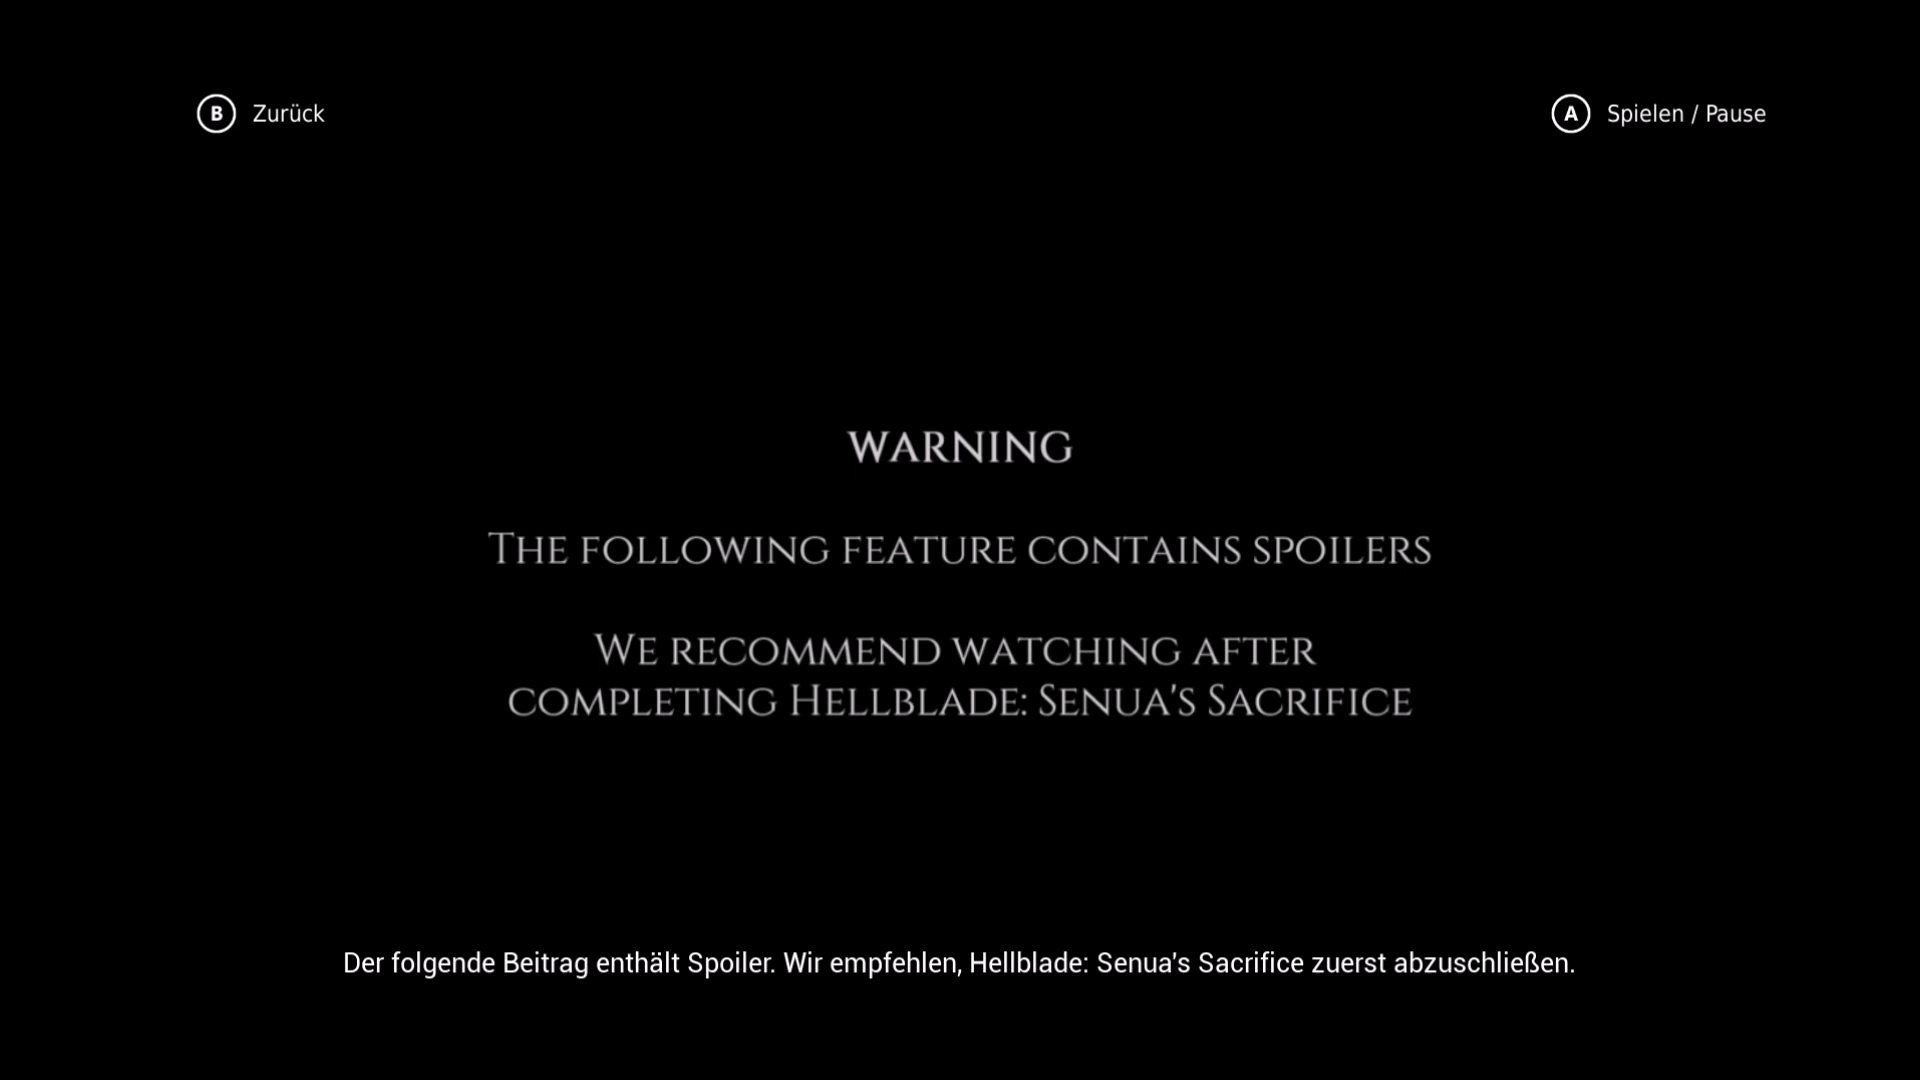 B Zurück
A Spielen / Pause
WARNING
THE FOLLOWING FEATURE CONTAINS SPOILERS
WE RECOMMEND WATCHING AFTER
COMPLETING HELLBLADE: SENUA'S SACRIFICE
Der folgende Beitrag enthält Spoiler. Wir empfehlen, Hellblade: Senua's Sacrifice zuerst abzuschließen.